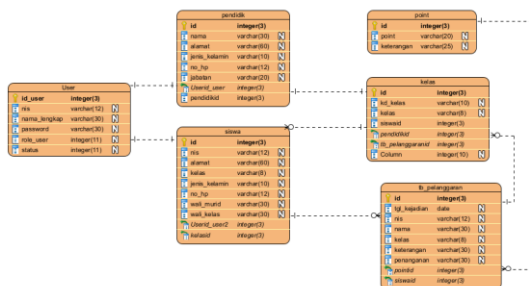 User
id_user integer(3)
nis varchar(12) N
nama_lengkap varchar(30) N
password varchar(30) N
role_user integer(11) N
status integer(11) N
pendidik
id integer(3)
nama varchar(30) N
alamat varchar(60) N
jenis_kelamin varchar(10) N
no_hp varchar(12) N
jabatan varchar(20) N
Userid_user integer(3)
pendidikid integer(3)
siswa
id integer(3)
nis varchar(12) N
alamat varchar(60) N
kelas varchar(8) N
jenis_kelamin varchar(10) N
no_hp varchar(12) N
wali_murid varchar(30) N
wali_kelas varchar(30) N
Userid_user2 integer(3)
kelasid integer(3)
point
id integer(3)
point varchar(20) N
keterangan varchar(25) N
kelas
id integer(3)
kd_kelas varchar(10) N
kelas varchar(8) N
siswaid integer(3)
pendidikid integer(3)
tb_pelanggaranid integer(3)
Column integer(10) N
tb_pelanggaran
id integer(3)
tgl_kejadian date N
nis varchar(12) N
nama varchar(30) N
kelas varchar(8) N
keterangan varchar(30) N
penanganan varchar(30) N
pointid integer(3)
siswaid integer(3)